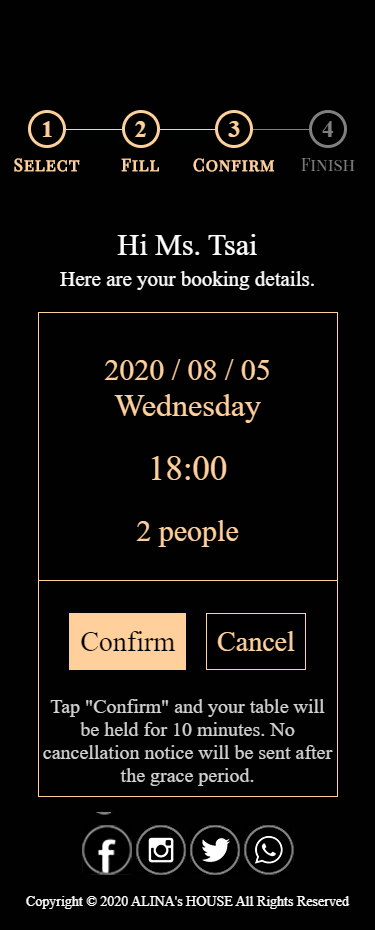 1 2 3 4
SELECT FILL CONFIRM FINISH
Hi Ms. Tsai
Here are your booking details.
2020 / 08 / 05
Wednesday
18:00
2 people
Confirm Cancel
Tap "Confirm" and your table will
be held for 10 minutes. No
cancellation notice will be sent after
the grace period.
Copyright © 2020 ALINA's HOUSE All Rights Reserved